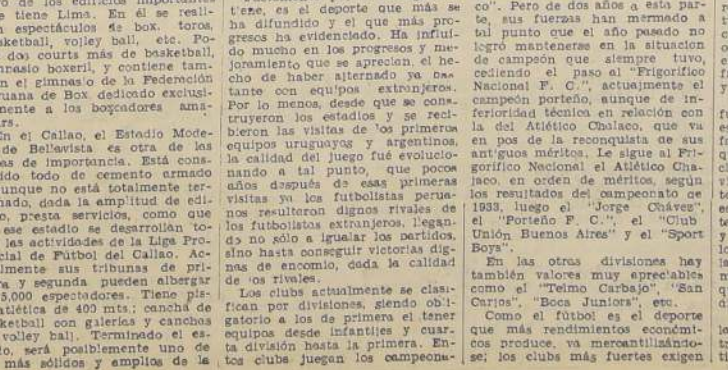 de los edificios importantes
tiene Lima. En él se reali-
espectáculos de box, toros,
sketball, volley ball, etc. Po-
dos courts más de basketball,
nasio boxeril, y contiene tam-
n el gimnasio de la Federación
uana de Box dedicado exclusi-
mente a los boxeadores ama-
rs.
En el Callao, el Estadio Mode-
de Bellavista es otra de las
as de importancia. Está cons-
ido todo de cemento armado
unque no está totalmente ter-
nado, dada la amplitud de edi-
o, presta servicios, como que
ese estadio se desarrollan to-
las actividades de la Liga Pro-
cial de Fútbol del Callao. Ac-
lmente sus tribunas de pri-
ra y segunda pueden albergar
5,000 espectadores. Tiene pis-
atlética de 400 mts.; cancha de
ketball con galerías y canchas
volley ball. Terminado el es-
lo, será posiblemente uno de
más sólidos y amplios de la
tiene, es el deporte que más se
ha difundido y el que más pro-
gresos ha evidenciado. Ha influí-
do mucho en los progresos y me-
joramiento que se aprecian, el he-
cho de haber alternado ya bas-
tante con equipos extranjeros.
Por lo menos, desde que se cons-
truyeron los estadios y se reci-
bieron las visitas de los primeros
equipos uruguayos y argentinos,
la calidad del juego fué evolucio-
nando a tal punto, que pocos
años después de esas primeras
visitas ya los futbolistas perua-
nos resultaron dignos rivales de
los futbolistas extranjeros, llegan-
do no sólo a igualar los partidos,
sino hasta conseguir victorias dig-
nas de encomio, dada la calidad
de los rivales.
Los clubs actualmente se clasi-
fican por divisiones, siendo obli-
gatorio a los de primera el tener
equipos desde infantiles y cuar-
ta división hasta la primera. En-
tos clubs juegan los campeona-
co". Pero de dos años a esta par-
te, sus fuerzas han mermado a
tal punto que el año pasado no
logró mantenerse en la situación
de campeón que siempre tuvo,
cediendo el paso al "Frigorífico
Nacional F. C.", actualmente el
campeón porteño, aunque de in-
ferioridad técnica en relación con
la del Atlético Chalaco, que va
en pos de la reconquista de sus
antiguos méritos. Le sigue al Fri-
gorífico Nacional el Atlético Cha-
laco, en orden de méritos, según
los resultados del campeonato de
1933, luego el "Jorge Chávez",
el "Porteño F. C.", el "Club
Unión Buenos Aires" y el "Sport
Boys".
En las otras divisiones hay
también valores muy apreciables
como el "Telmo Carbajo", "San
Carlos", "Boca Juniors", etc.
Como el fútbol es el deporte
que más rendimientos económi-
cos produce, va mercantilizándo-
se; los clubs más fuertes exigen